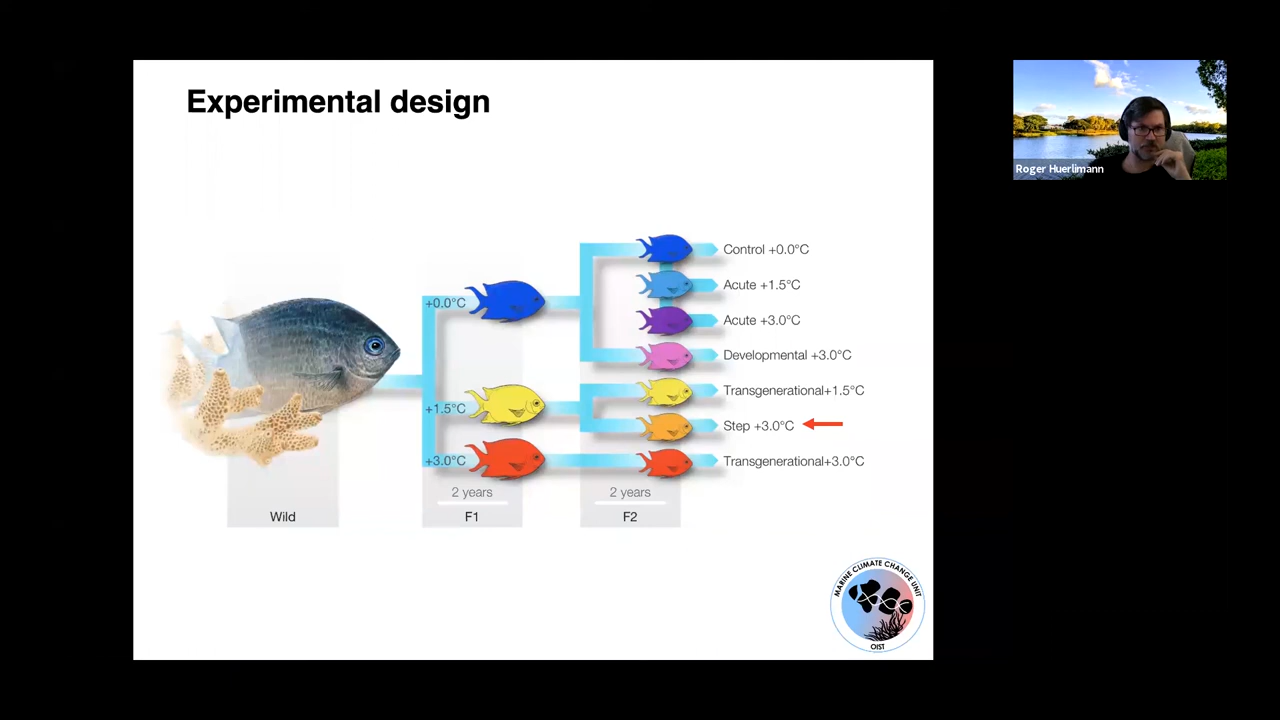 Experimental design
Roger Huerlimann
Control +0.0°C
Acute +1.5°C
+0.0°C
Acute +3.0°C
Developmental +3.0°C
Transgenerational+1.5°C
+1.5°C
Step +3.0°C
+3.0°C
Transgenerational+3.0°C
2 years
2 years
Wild
F1
F2
MARINE CLIMATE CHANGE UNIT
OIST